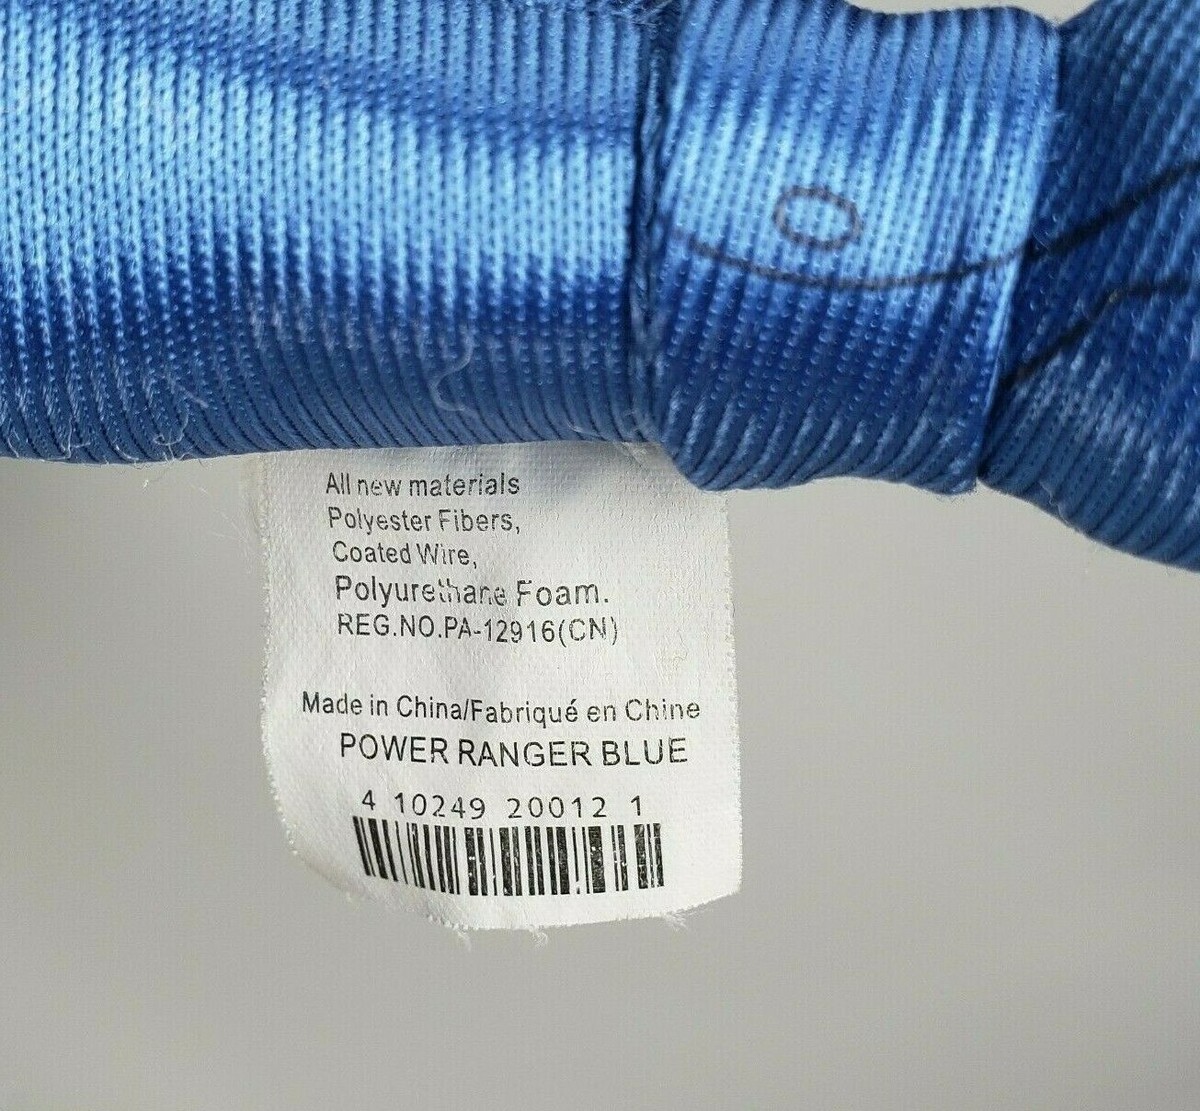 All new materials
Polyester Fibers,
Coated Wire,
Polyurethane Foam.
REG.NO.PA-12916(CN)
Made in China/Fabriqué en Chine
POWER RANGER BLUE
4 10249 20012 1